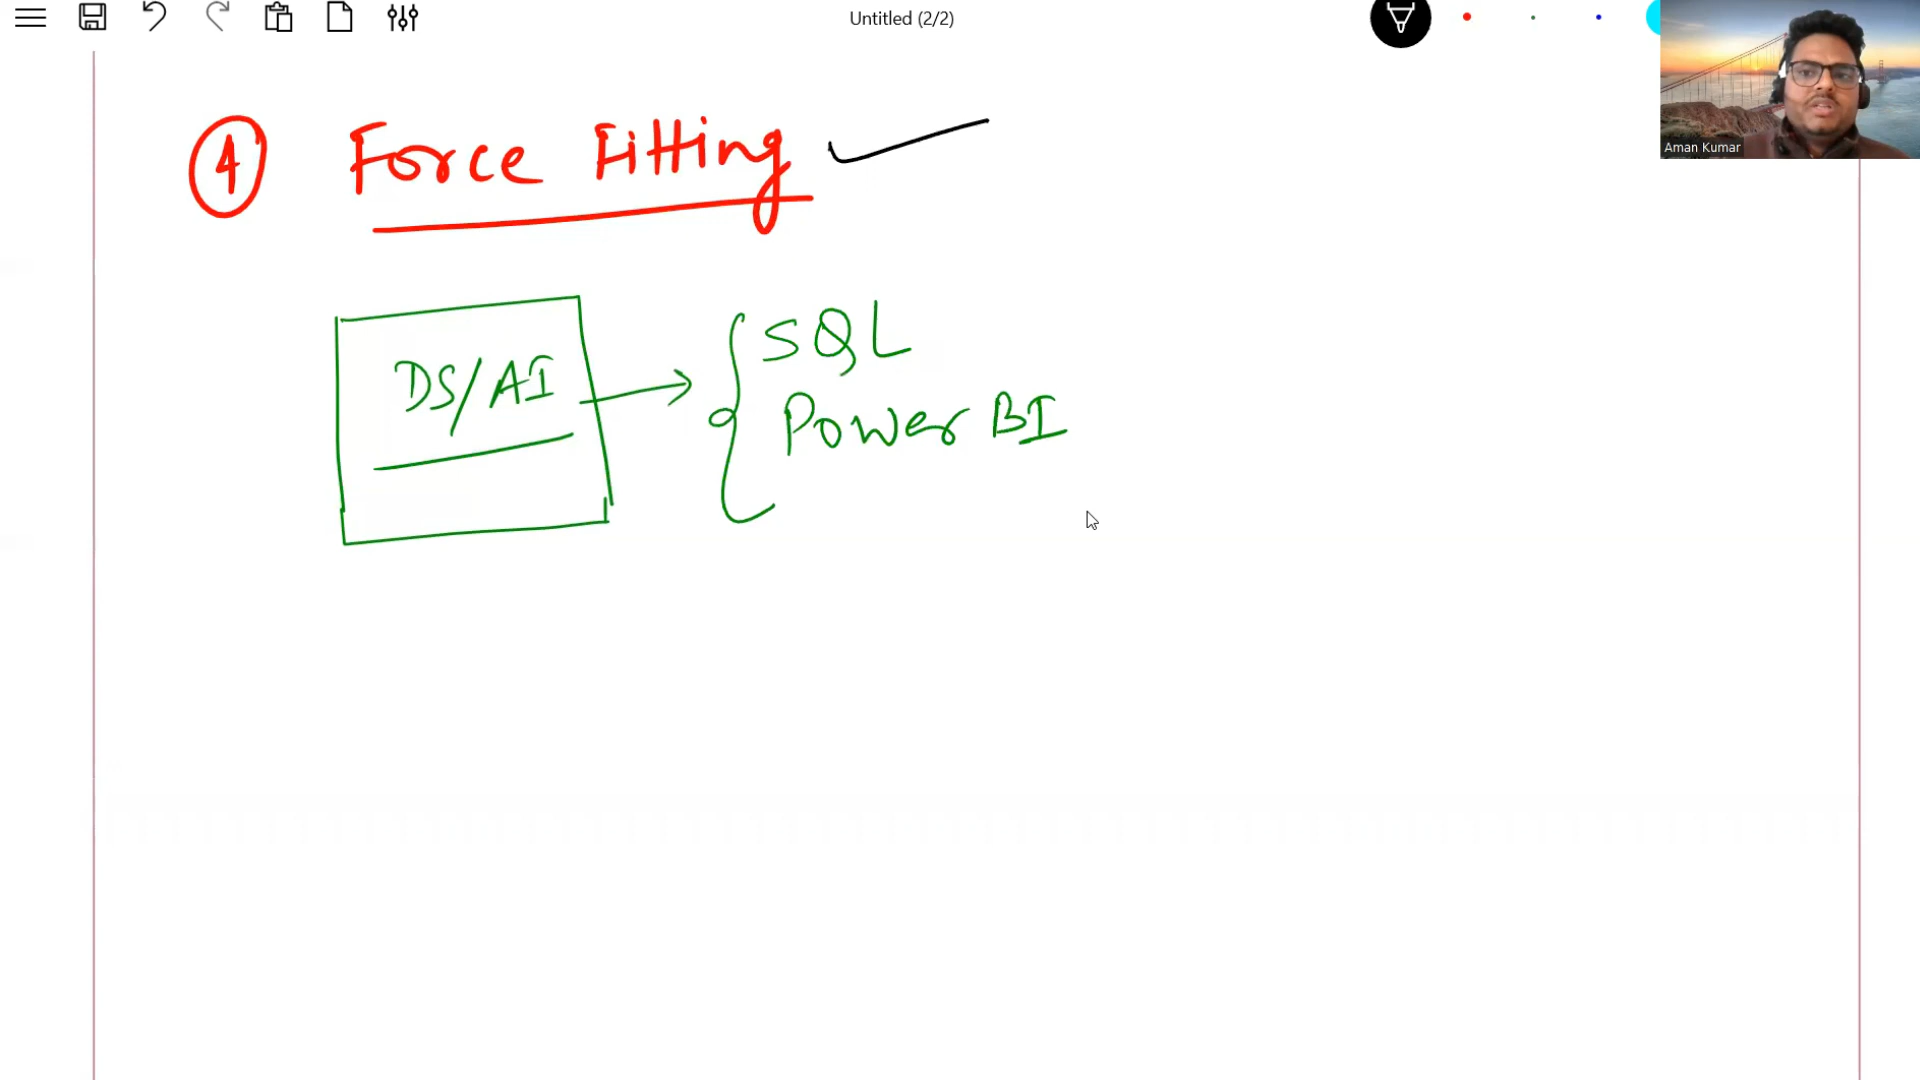 Untitled (2/2)
Aman Kumar
4 Force Fitting
DS/AI
SQL
Power BI